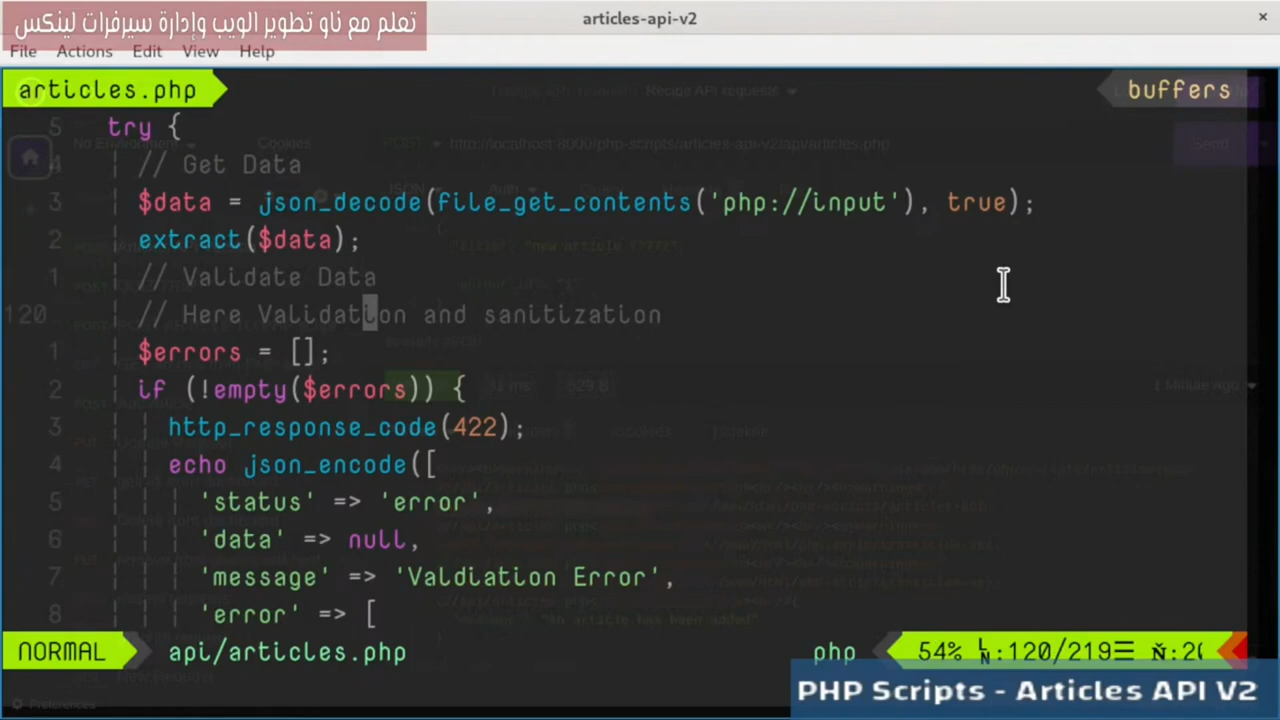 تعلم مع ناو تطوير الويب وإدارة سيرفرات لينكس
articles-api-v2
File Actions Edit View Help
articles.php
buffers
5 try {
4 // Get Data
3 $data = json_decode(file_get_contents('php://input'), true);
2 extract($data);
1 // Validate Data
120 // Here Validation and sanitization
1 $errors = [];
2 if (!empty($errors)) {
3 http_response_code(422);
4 echo json_encode([
5 'status' => 'error',
6 'data' => null,
7 'message' => 'Valdiation Error',
8 'error' => [
NORMAL api/articles.php php 54% :120/219
PHP Scripts - Articles API V2